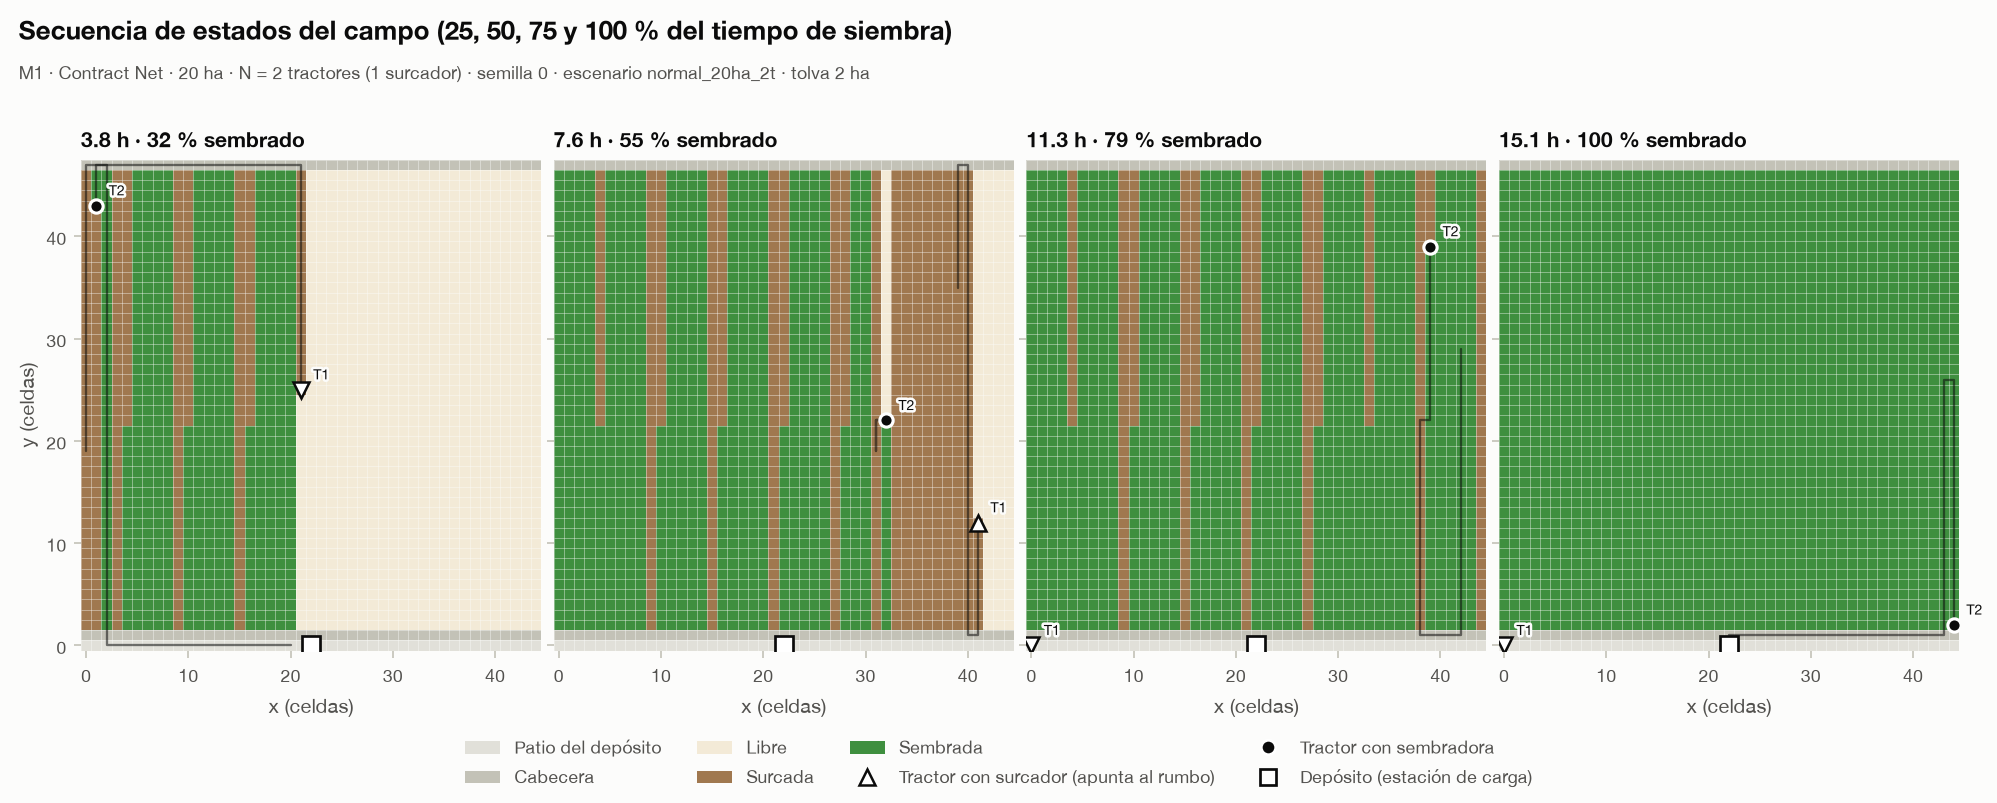 Secuencia de estados del campo (25, 50, 75 y 100 % del tiempo de siembra)
M1 · Contract Net · 20 ha · N = 2 tractores (1 surcador) · semilla 0 · escenario normal_20ha_2t · tolva 2 ha
3.8 h · 32 % sembrado
7.6 h · 55 % sembrado
11.3 h · 79 % sembrado
15.1 h · 100 % sembrado
y (celdas)
40
30
20
10
0
T2
T1
0 10 20 30 40
x (celdas)
T2
T1
0 10 20 30 40
x (celdas)
T2
T1
0 10 20 30 40
x (celdas)
T2
T1
0 10 20 30 40
x (celdas)
Patio del depósito
Cabecera
Libre
Surcada
Sembrada
Tractor con surcador (apunta al rumbo)
Tractor con sembradora
Depósito (estación de carga)